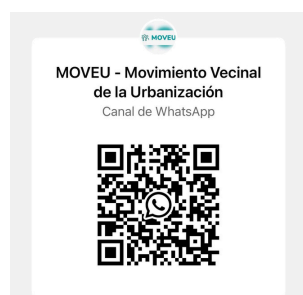 MOVEU
MOVEU - Movimiento Vecinal
de la Urbanización
Canal de WhatsApp